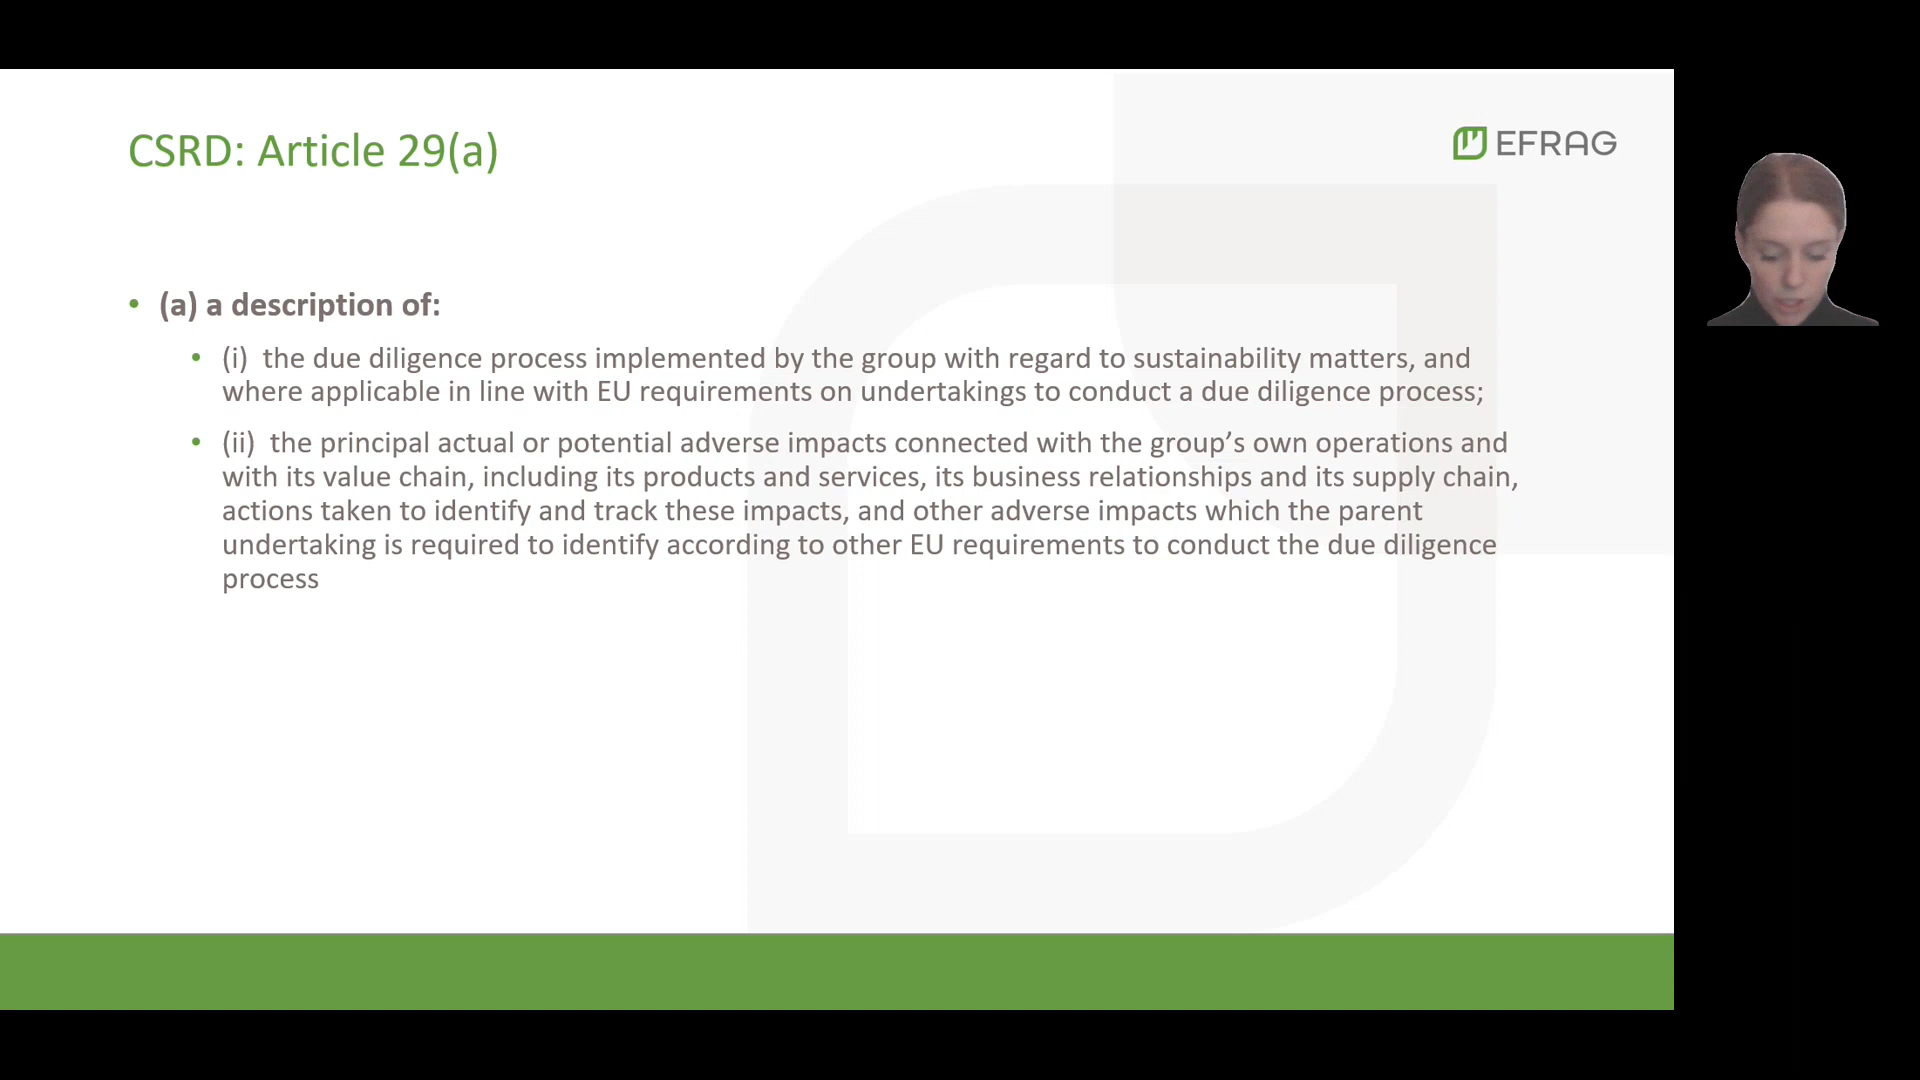 CSRD: Article 29(a)
EFRAG
• (a) a description of:
• (i)  the due diligence process implemented by the group with regard to sustainability matters, and
where applicable in line with EU requirements on undertakings to conduct a due diligence process;
• (ii)  the principal actual or potential adverse impacts connected with the group’s own operations and
with its value chain, including its products and services, its business relationships and its supply chain,
actions taken to identify and track these impacts, and other adverse impacts which the parent
undertaking is required to identify according to other EU requirements to conduct the due diligence
process